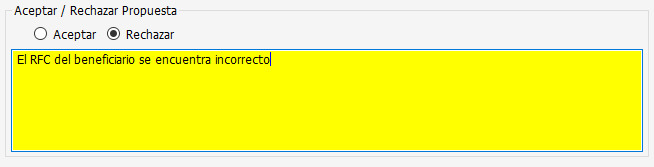 Aceptar / Rechazar Propuesta
Aceptar Rechazar
El RFC del beneficiario se encuentra incorrecto